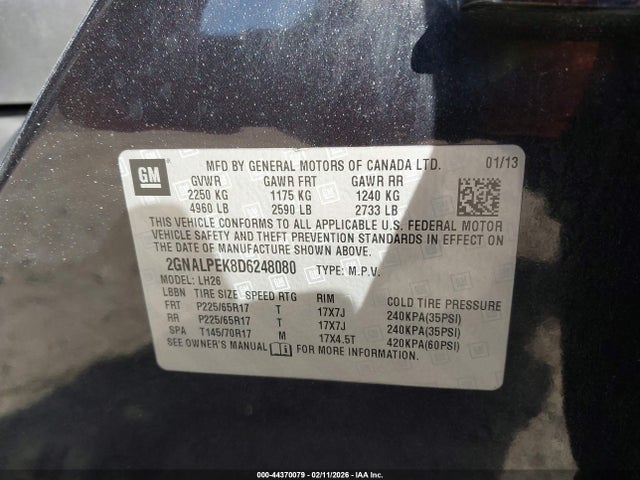 GM
MFD BY GENERAL MOTORS OF CANADA LTD. 01/13
GVWR GAWR FRT GAWR RR
2250 KG 1175 KG 1240 KG
4960 LB 2590 LB 2733 LB
THIS VEHICLE CONFORMS TO ALL APPLICABLE U.S. FEDERAL MOTOR
VEHICLE SAFETY AND THEFT PREVENTION STANDARDS IN EFFECT ON
THE DATE OF MANUFACTURE SHOWN ABOVE.
2GNALPEK8D6248080 TYPE: M.P.V.
MODEL: LH26
LBBN TIRE SIZE SPEED RTG RIM COLD TIRE PRESSURE
FRT P225/65R17 T 17X7J 240KPA(35PSI)
RR P225/65R17 T 17X7J 240KPA(35PSI)
SPA T145/70R17 M 17X4.5T 420KPA(60PSI)
SEE OWNER'S MANUAL FOR MORE INFORMATION.
000-44370079 - 02/11/2026 - IAA Inc.